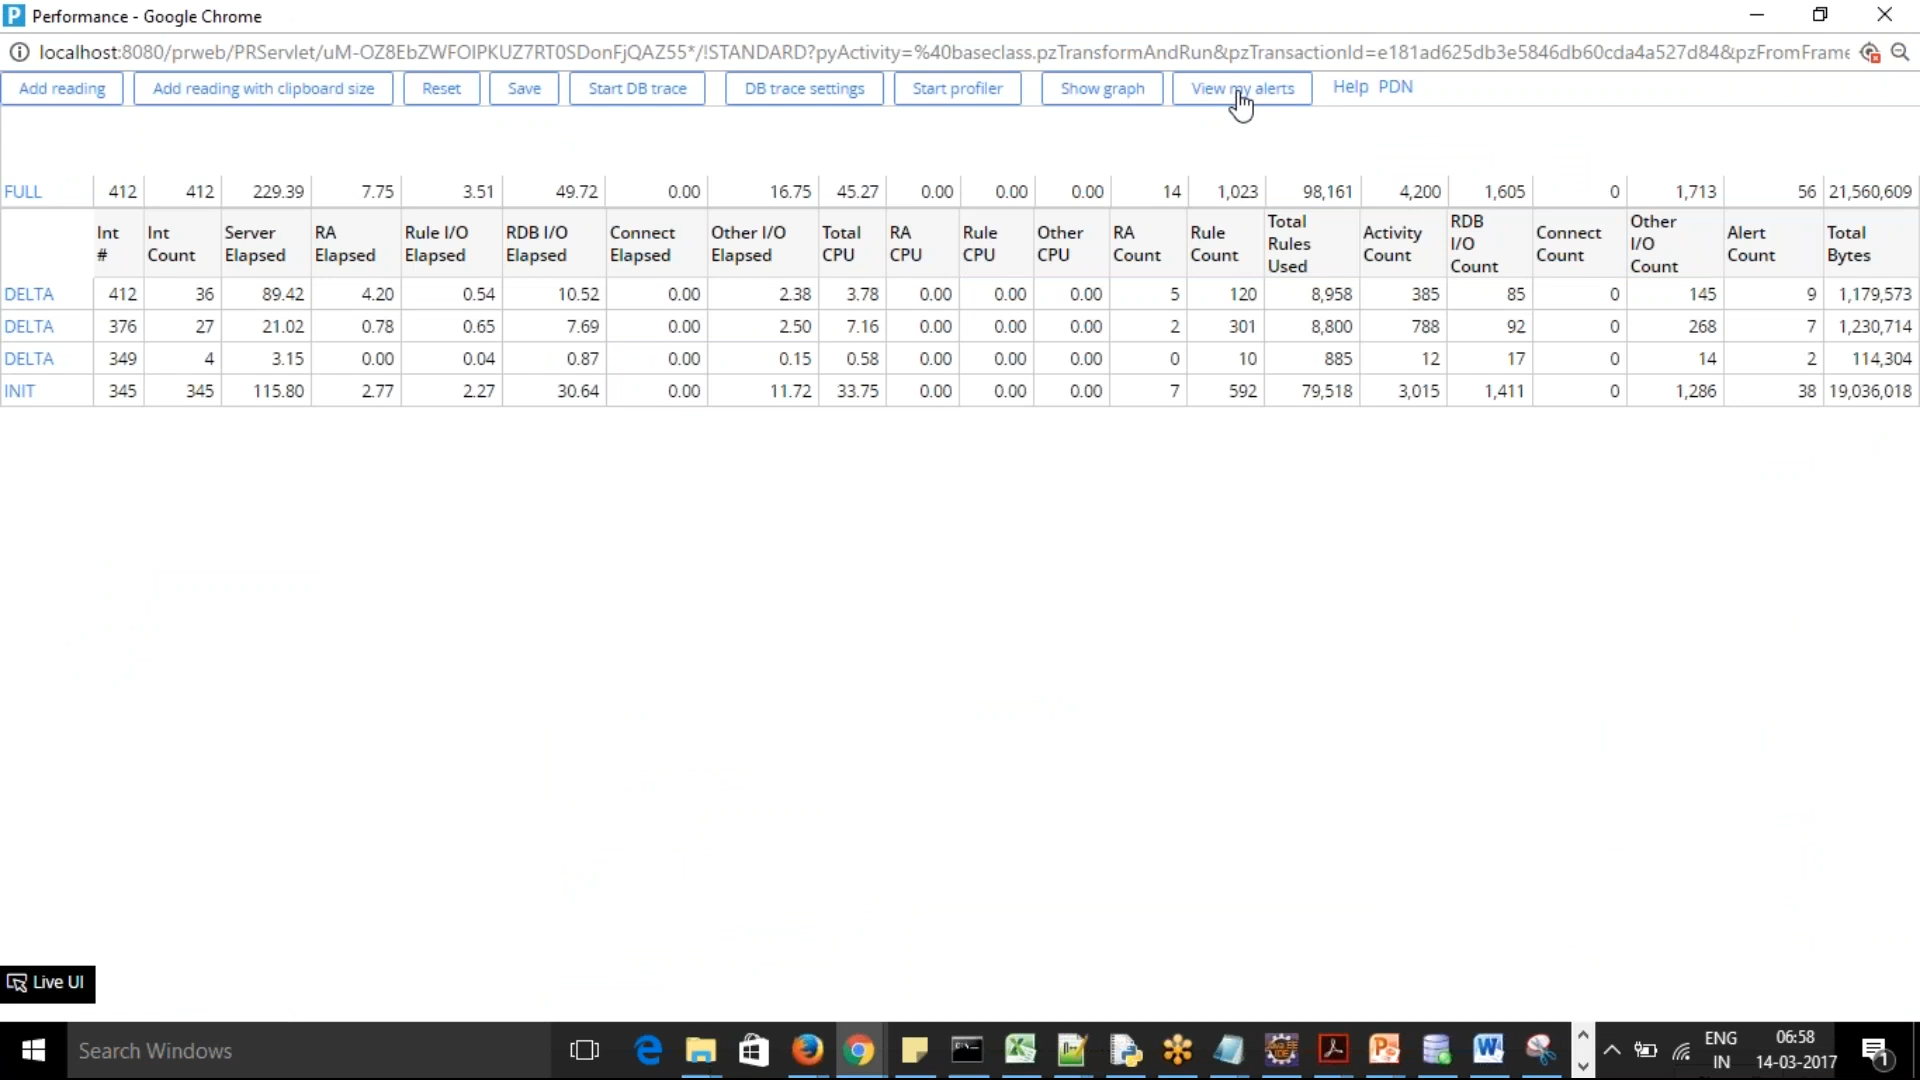 Performance - Google Chrome
localhost:8080/prweb/PRServlet/uM-OZ8EbZWFOIPKUZ7RT0SDonFjQAZ55*/!STANDARD?pyActivity=%40baseclass.pzTransformAndRun&pzTransactionId=e181ad625db3e5846db60cda4a527d84&pzFromFrame
Add reading Add reading with clipboard size Reset Save Start DB trace DB trace settings Start profiler Show graph View my alerts Help PDN
FULL 412 412 229.39 7.75 3.51 49.72 0.00 16.75 45.27 0.00 0.00 0.00 14 1,023 98,161 4,200 1,605 0 1,713 56 21,560,609
Int # Int Count Server Elapsed RA Elapsed Rule I/O Elapsed RDB I/O Elapsed Connect Elapsed Other I/O Elapsed Total CPU RA CPU Rule CPU Other CPU RA Count Rule Count Total Rules Used Activity Count RDB I/O Count Connect Count Other I/O Count Alert Count Total Bytes
DELTA 412 36 89.42 4.20 0.54 10.52 0.00 2.38 3.78 0.00 0.00 0.00 5 120 8,958 385 85 0 145 9 1,179,573
DELTA 376 27 21.02 0.78 0.65 7.69 0.00 2.50 7.16 0.00 0.00 0.00 2 301 8,800 788 92 0 268 7 1,230,714
DELTA 349 4 3.15 0.00 0.04 0.87 0.00 0.15 0.58 0.00 0.00 0.00 0 10 885 12 17 0 14 2 114,304
INIT 345 345 115.80 2.77 2.27 30.64 0.00 11.72 33.75 0.00 0.00 0.00 7 592 79,518 3,015 1,411 0 1,286 38 19,036,018
Live UI
Search Windows
ENG 06:58
IN 14-03-2017
1